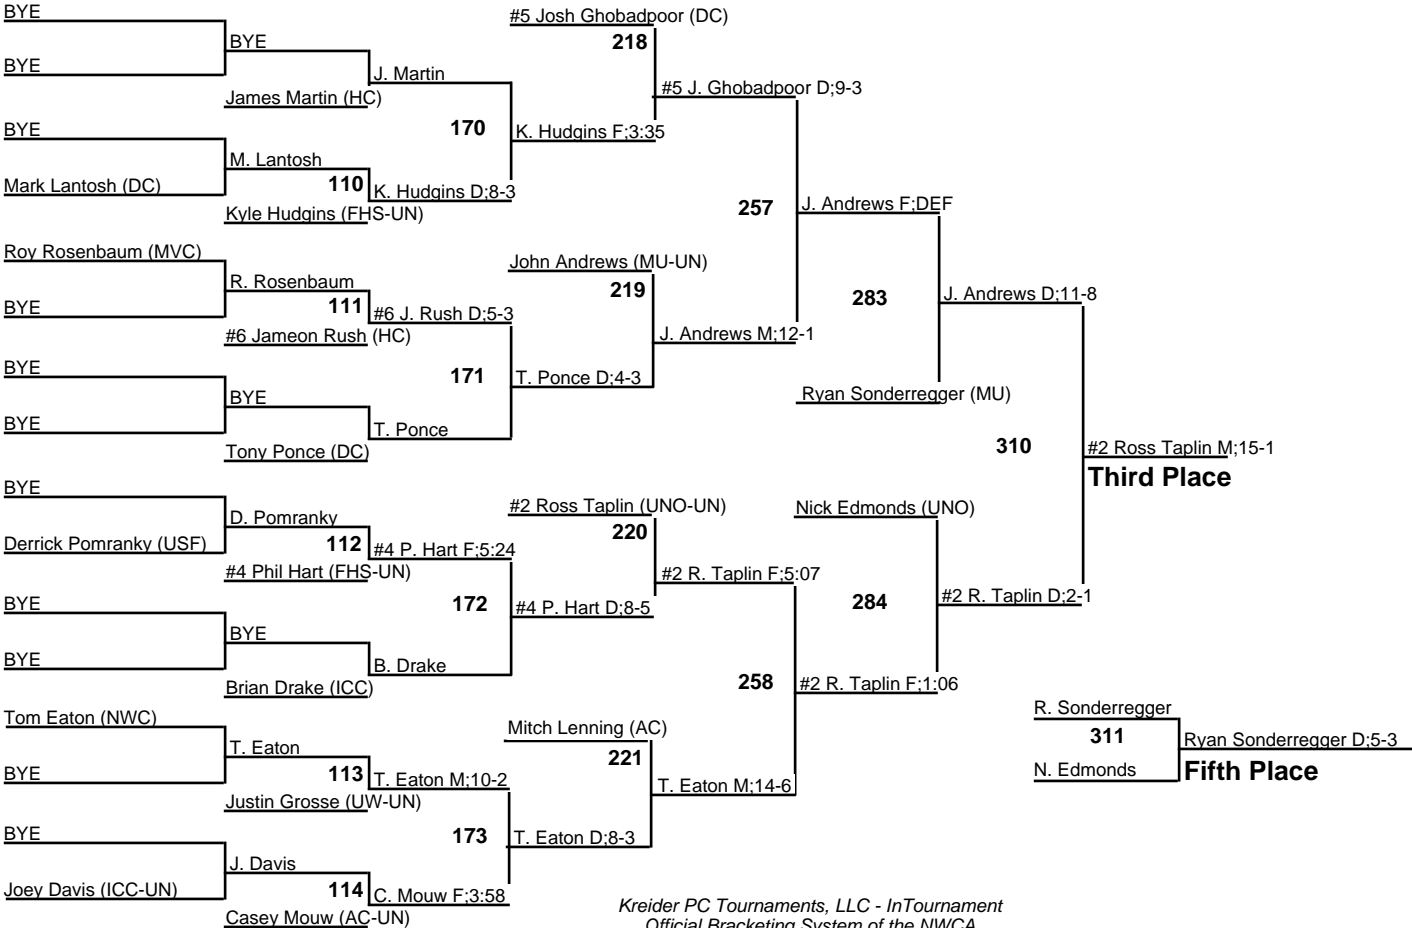 BYE
#5 Josh Ghobadpoor (DC)
BYE
218
BYE
J. Martin
#5 J. Ghobadpoor D;9-3
James Martin (HC)
BYE
170
K. Hudgins F;3:35
M. Lantosh
Mark Lantosh (DC)
110
K. Hudgins D;8-3
Kyle Hudgins (FHS-UN)
257
J. Andrews F;DEF
Roy Rosenbaum (MVC)
John Andrews (MU-UN)
R. Rosenbaum
219
111
#6 J. Rush D;5-3
283
J. Andrews D;11-8
BYE
#6 Jameon Rush (HC)
J. Andrews M;12-1
BYE
171
T. Ponce D;4-3
BYE
Ryan Sonderregger (MU)
BYE
T. Ponce
Tony Ponce (DC)
310
#2 Ross Taplin M;15-1
Third Place
BYE
#2 Ross Taplin (UNO-UN)
Nick Edmonds (UNO)
D. Pomranky
220
Derrick Pomranky (USF)
112
#4 P. Hart F;5:24
#4 Phil Hart (FHS-UN)
#2 R. Taplin F;5:07
BYE
172
#4 P. Hart D;8-5
284
#2 R. Taplin D;2-1
BYE
BYE
B. Drake
Brian Drake (ICC)
258
#2 R. Taplin F;1:06
Tom Eaton (NWC)
Mitch Lenning (AC)
R. Sonderregger
T. Eaton
221
311
Ryan Sonderregger D;5-3
BYE
113
T. Eaton M;10-2
T. Eaton M;14-6
N. Edmonds
Fifth Place
Justin Grosse (UW-UN)
BYE
173
T. Eaton D;8-3
J. Davis
Joey Davis (ICC-UN)
114
C. Mouw F;3:58
Casey Mouw (AC-UN)
Kreider PC Tournaments, LLC - InTournament
Official Bracketing System of the NWCA